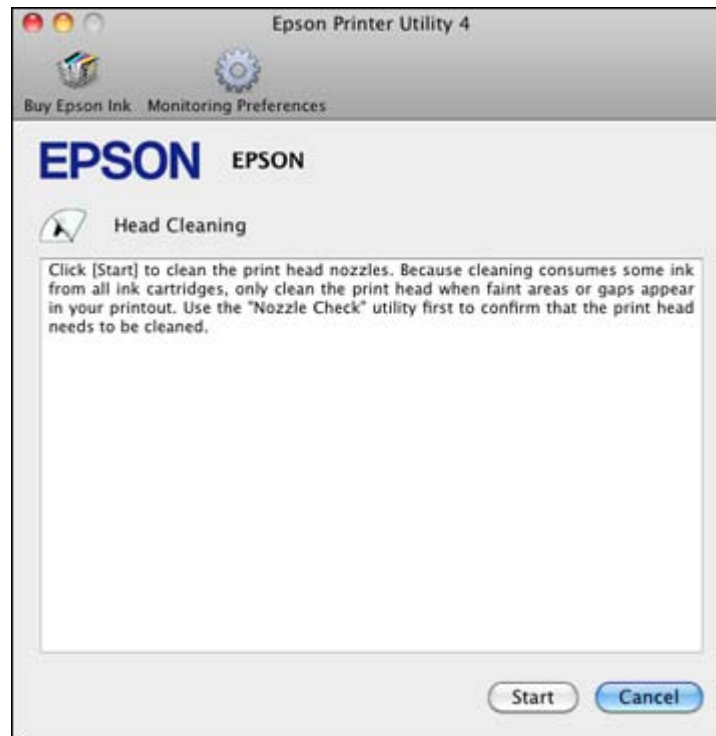 Epson Printer Utility 4
Buy Epson Ink Monitoring Preferences
EPSON EPSON
Head Cleaning
Click [Start] to clean the print head nozzles. Because cleaning consumes some ink
from all ink cartridges, only clean the print head when faint areas or gaps appear
in your printout. Use the "Nozzle Check" utility first to confirm that the print head
needs to be cleaned.
Start Cancel